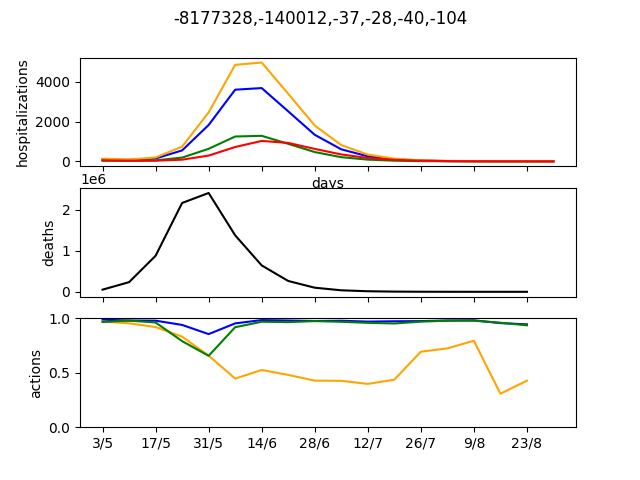 -8177328,-140012,-37,-28,-40,-104
hospitalizations
4000
2000
0
days
1e6
deaths
2
1
0
actions
1.0
0.5
0.0
3/5 17/5 31/5 14/6 28/6 12/7 26/7 9/8 23/8